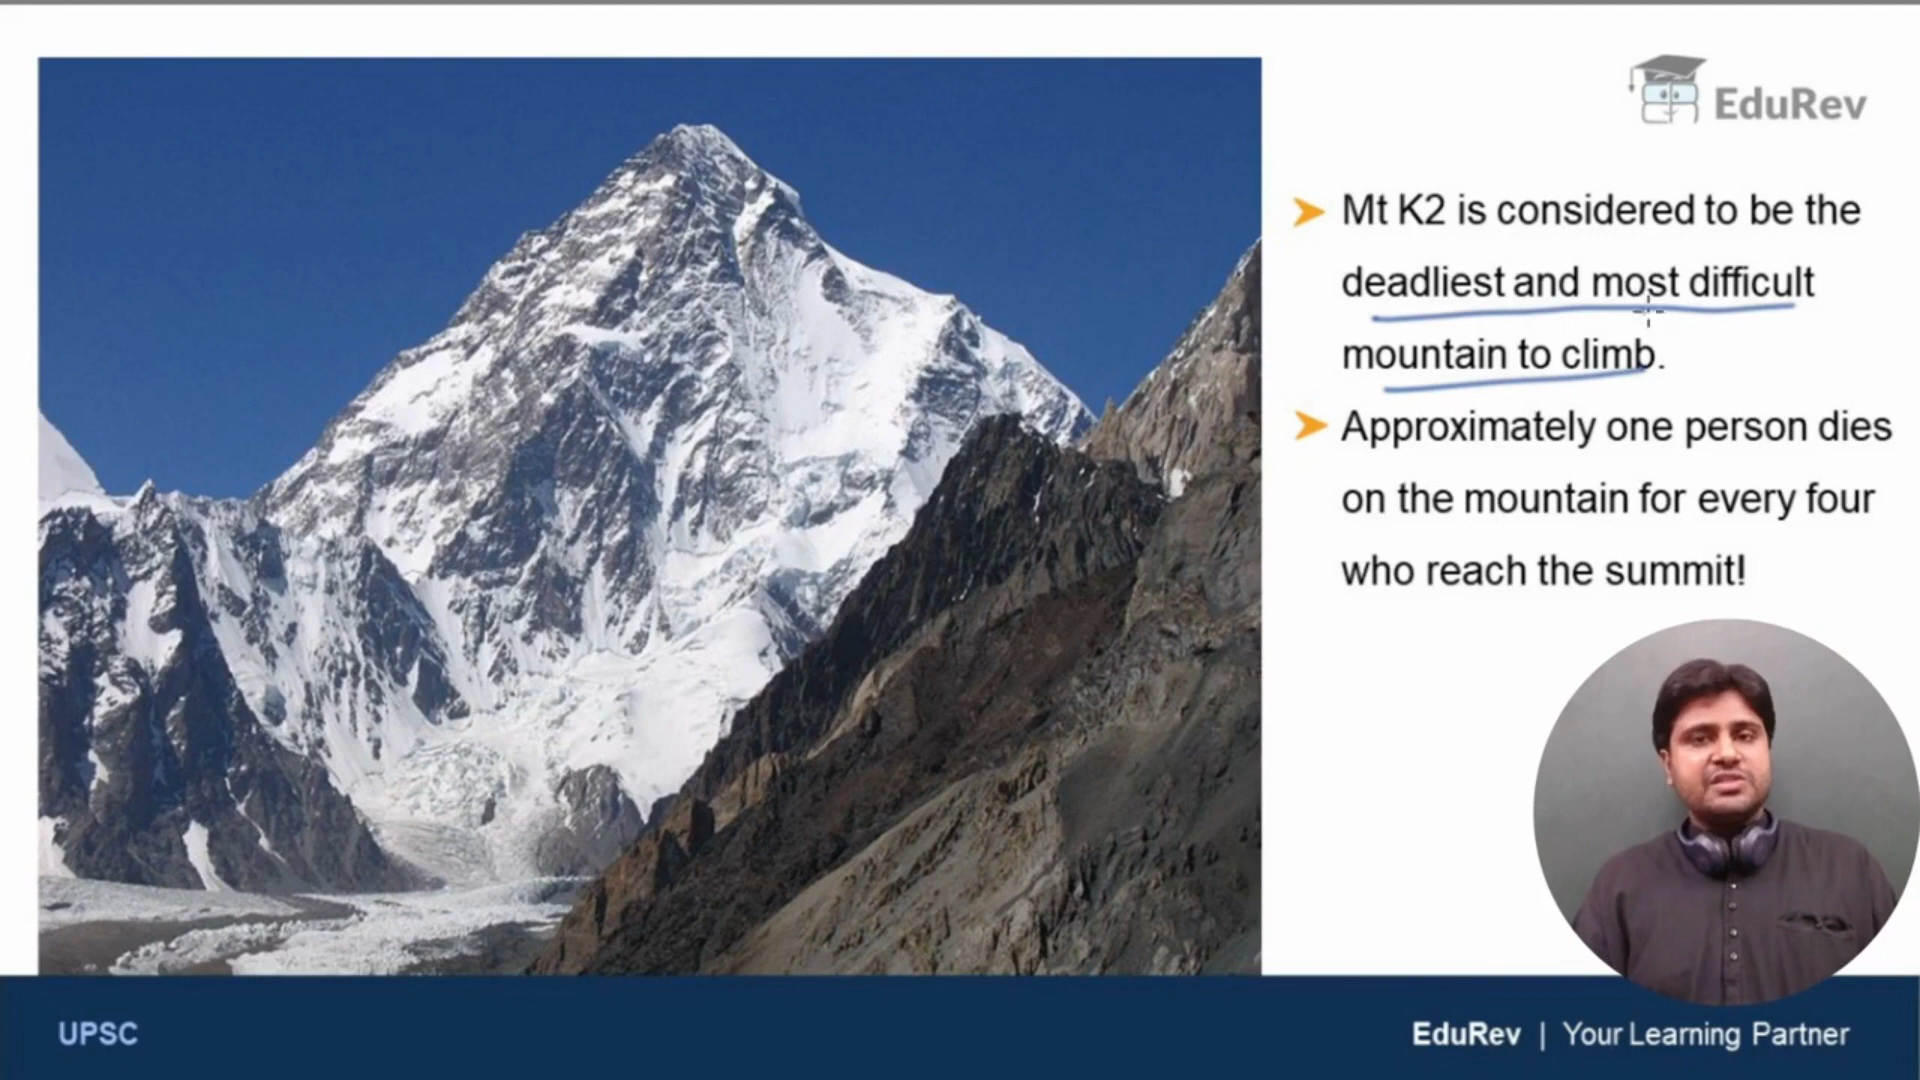 EduRev
Mt K2 is considered to be the
deadliest and most difficult
mountain to climb.
Approximately one person dies
on the mountain for every four
who reach the summit!
UPSC
EduRev | Your Learning Partner